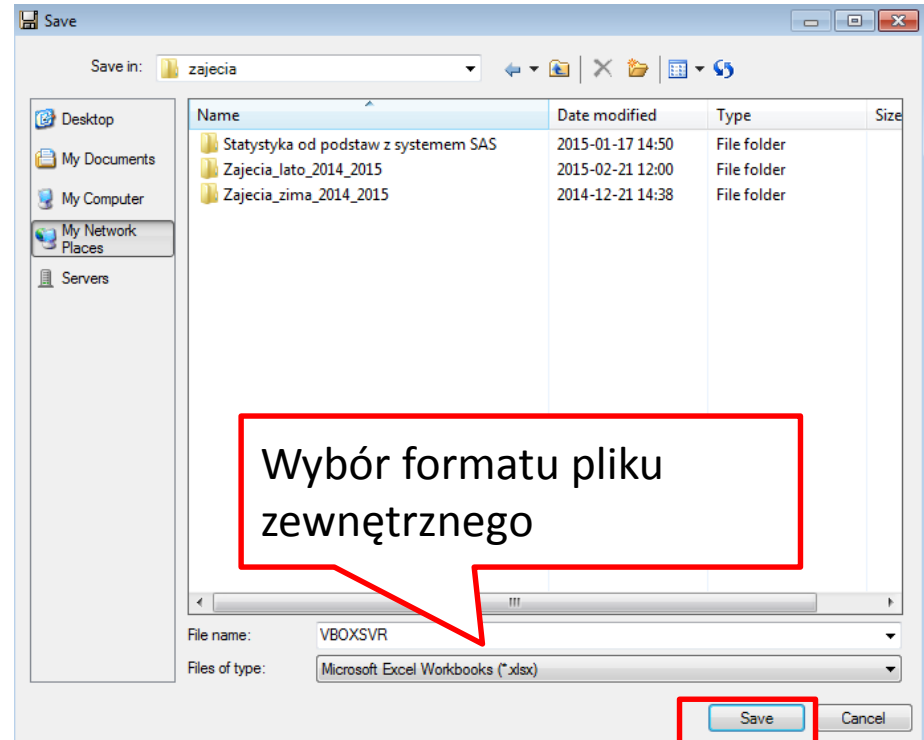 Save
Save in: zajecia
Desktop
My Documents
My Computer
My Network
Places
Servers
Name Date modified Type Size
Statystyka od podstaw z systemem SAS 2015-01-17 14:50 File folder
Zajecia_lato_2014_2015 2015-02-21 12:00 File folder
Zajecia_zima_2014_2015 2014-12-21 14:38 File folder
Wybór formatu pliku
zewnętrznego
File name: VBOXSVR
Files of type: Microsoft Excel Workbooks (*.xlsx)
Save Cancel